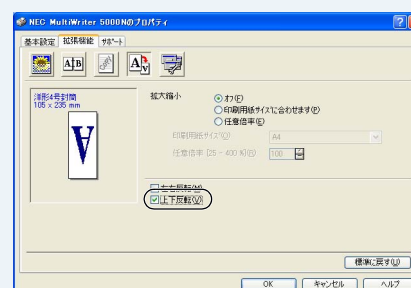 NEC MultiWriter 5000Nのプロパティ
基本設定 拡張機能 サポート
洋形4号封筒
105 x 235 mm
A
拡大縮小
オフ(F)
印刷用紙サイズに合わせます(P)
任意倍率(E)
印刷用紙サイズ(O) A4
任意倍率 [25 - 400 %](R) 100
左右反転(M)
上下反転(V)
標準に戻す(U)
OK キャンセル ヘルプ